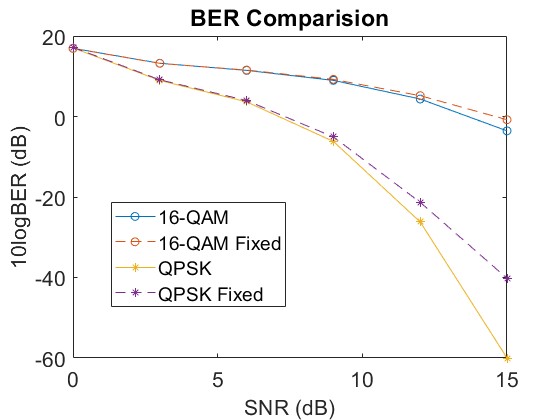 BER Comparision
20
0
-20
-40
-60
10logBER (dB)
16-QAM
16-QAM Fixed
QPSK
QPSK Fixed
0
5
10
15
SNR (dB)